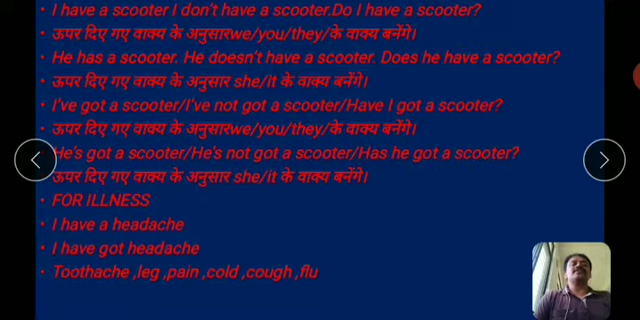 • I have a scooter I don't have a scooter.Do I have a scooter?
• ऊपर दिए गए वाक्य के अनुसारwe/you/they/के वाक्य बनेंगे।
• He has a scooter. He doesn't have a scooter. Does he have a scooter?
• ऊपर दिए गए वाक्य के अनुसार she/it के वाक्य बनेंगे।
• I've got a scooter/I've not got a scooter/Have I got a scooter?
• ऊपर दिए गए वाक्य के अनुसारwe/you/they/के वाक्य बनेंगे।
He's got a scooter/He's not got a scooter/Has he got a scooter?
ऊपर दिए गए वाक्य के अनुसार she/it के वाक्य बनेंगे।
• FOR ILLNESS
• I have a headache
• I have got headache
• Toothache ,leg ,pain ,cold ,cough ,flu